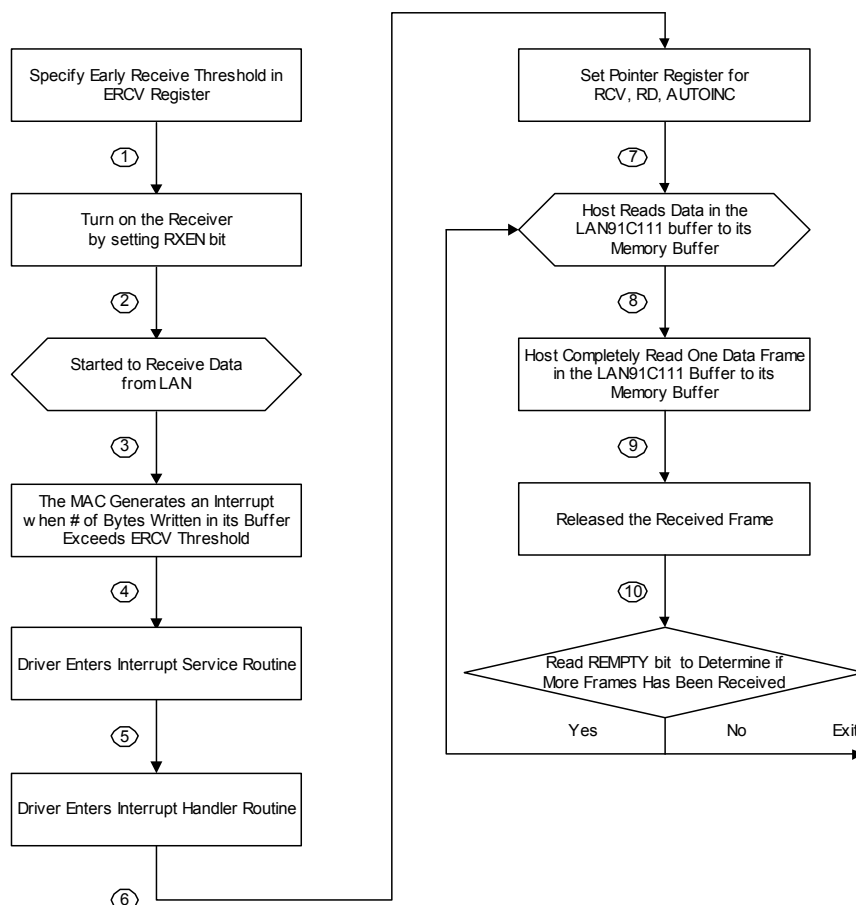 Specify Early Receive Threshold in
ERCV Register
1
Turn on the Receiver
by setting RXEN bit
2
Started to Receive Data
from LAN
3
The MAC Generates an Interrupt
when # of Bytes Written in its Buffer
Exceeds ERCV Threshold
4
Driver Enters Interrupt Service Routine
5
Driver Enters Interrupt Handler Routine
6
Set Pointer Register for
RCV, RD, AUTOINC
7
Host Reads Data in the
LAN91C111 buffer to its
Memory Buffer
8
Host Completely Read One Data Frame
in the LAN91C111 Buffer to its
Memory Buffer
9
Released the Received Frame
10
Read REMPTY bit to Determine if
More Frames Has Been Received
Yes No Exit